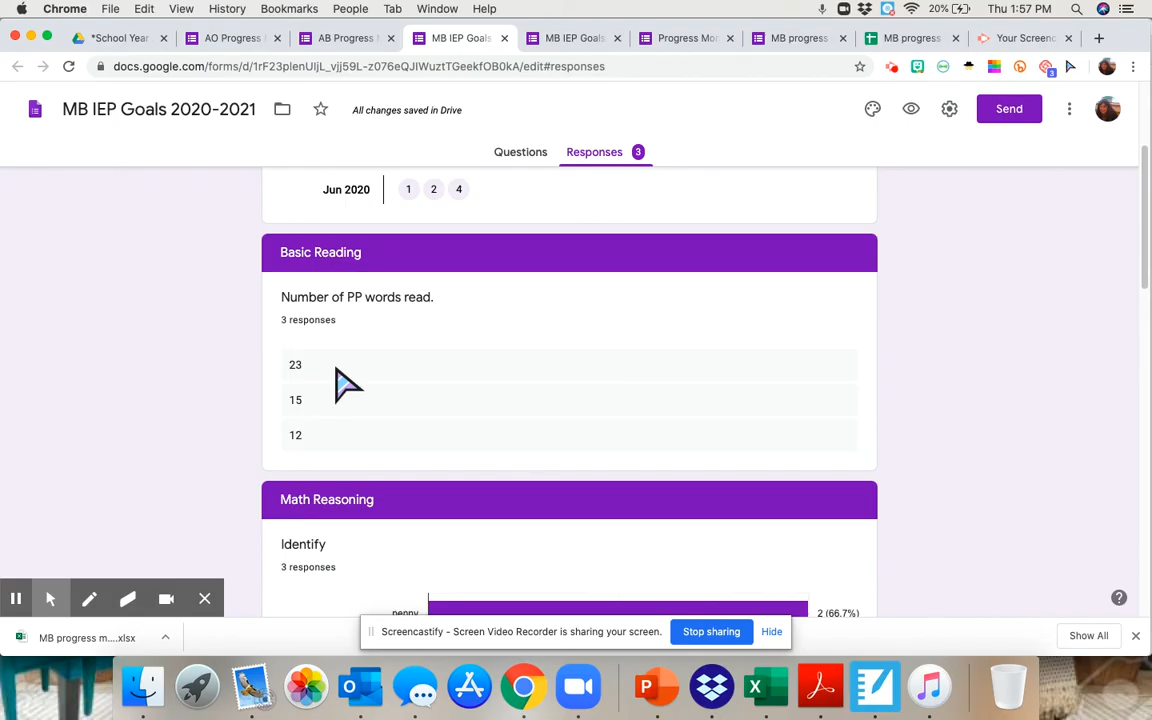 Chrome File Edit View History Bookmarks People Tab Window Help 20% Thu 1:57 PM
*School Year AO Progress AB Progress M MB IEP Goals MB IEP Goals Progress Mon MB progress MB progress Your Screenc
docs.google.com/forms/d/1rF23plenUIjL_vjj59L-z076eQJIWuztTGeekfOB0kA/edit#responses
3
MB IEP Goals 2020-2021
All changes saved in Drive
Send
Questions Responses 3
Jun 2020 1 2 4
Basic Reading
Number of PP words read.
3 responses
23
15
12
Math Reasoning
Identify
3 responses
penny 2 (66.7%)
Screencastify - Screen Video Recorder is sharing your screen. Stop sharing Hide
MB progress m....xlsx Show All